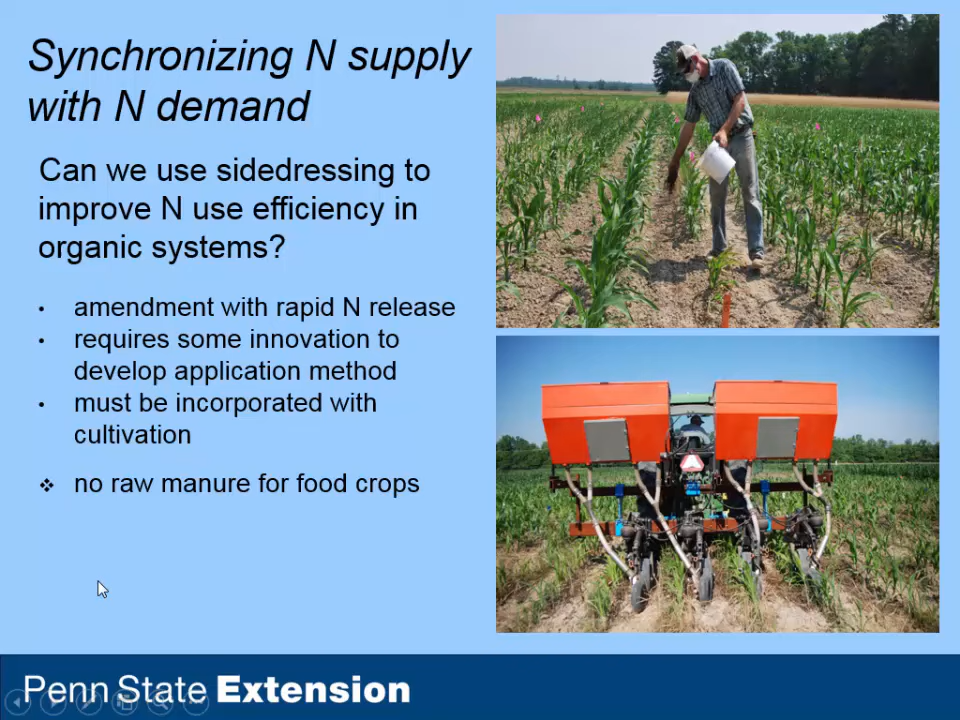 Synchronizing N supply
with N demand
Can we use sidedressing to
improve N use efficiency in
organic systems?
• amendment with rapid N release
• requires some innovation to
develop application method
• must be incorporated with
cultivation
❖ no raw manure for food crops
Penn State Extension